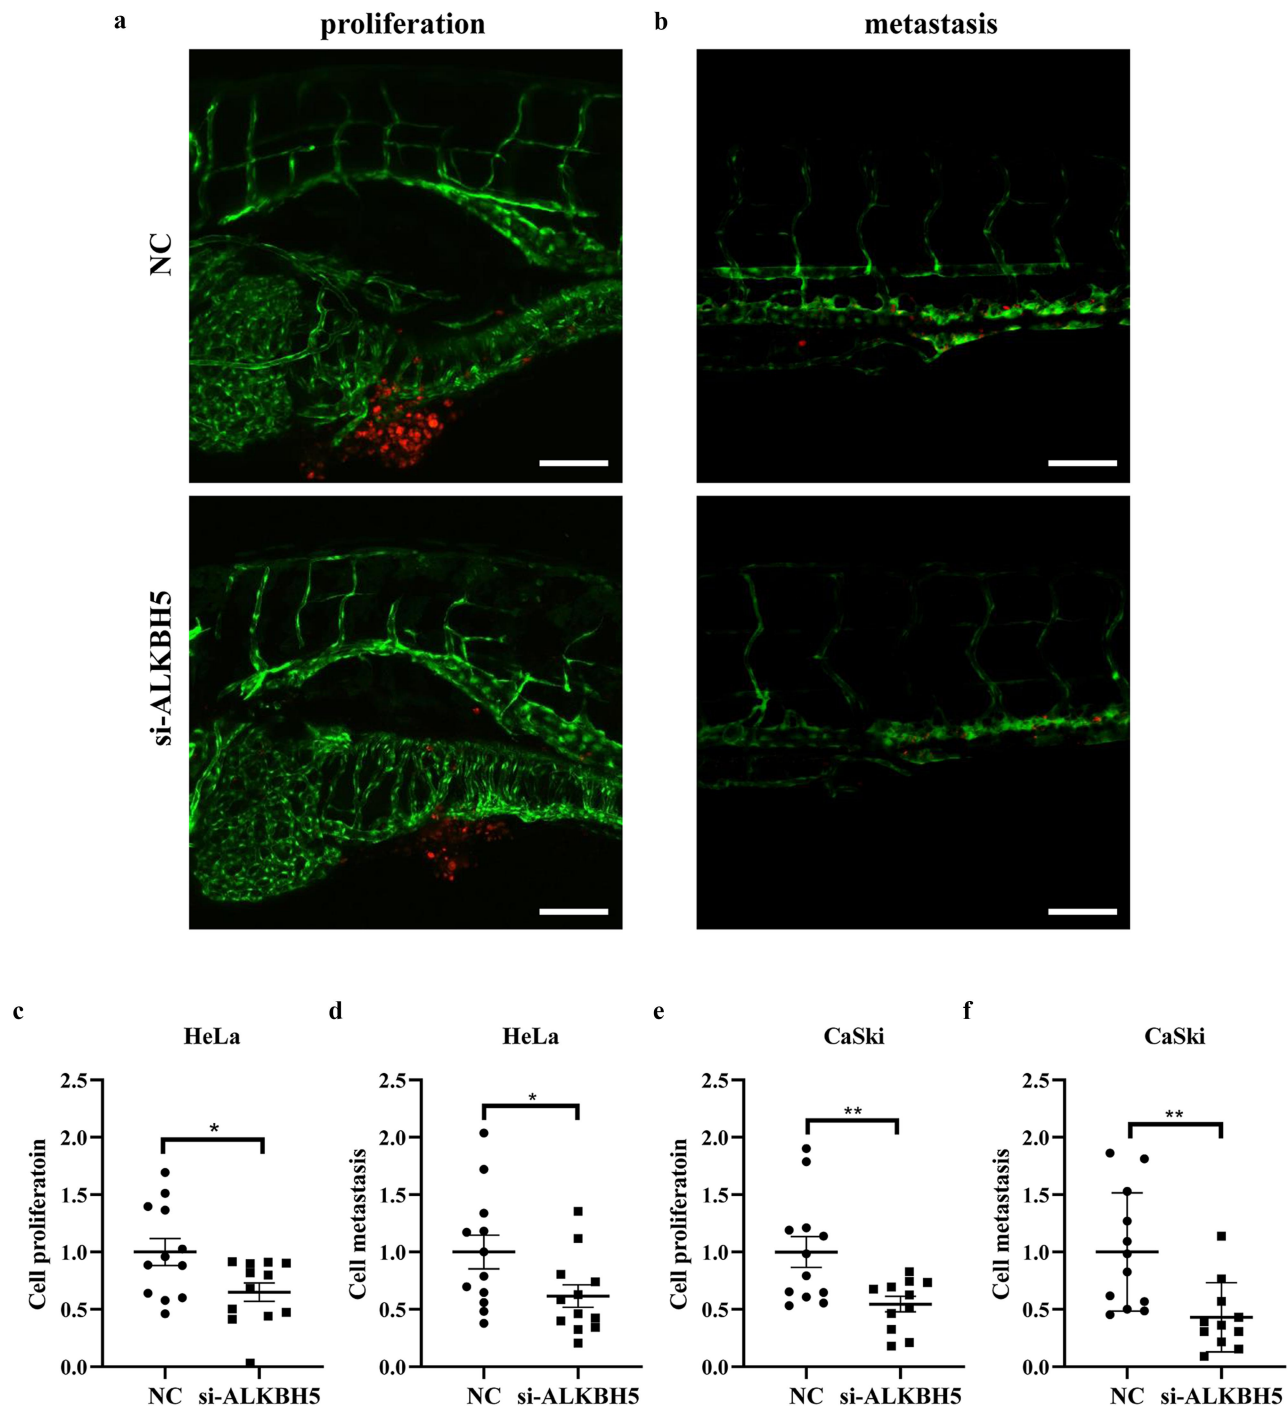 a
proliferation
b
metastasis
NC
si-ALKBH5
c
HeLa
d
HeLa
e
CaSki
f
CaSki
Cell proliferatoin
2.5
2.0
1.5
1.0
0.5
0.0
*
NC si-ALKBH5
Cell metastasis
2.5
2.0
1.5
1.0
0.5
0.0
*
NC si-ALKBH5
Cell proliferatoin
2.5
2.0
1.5
1.0
0.5
0.0
**
NC si-ALKBH5
Cell metastasis
2.5
2.0
1.5
1.0
0.5
0.0
**
NC si-ALKBH5